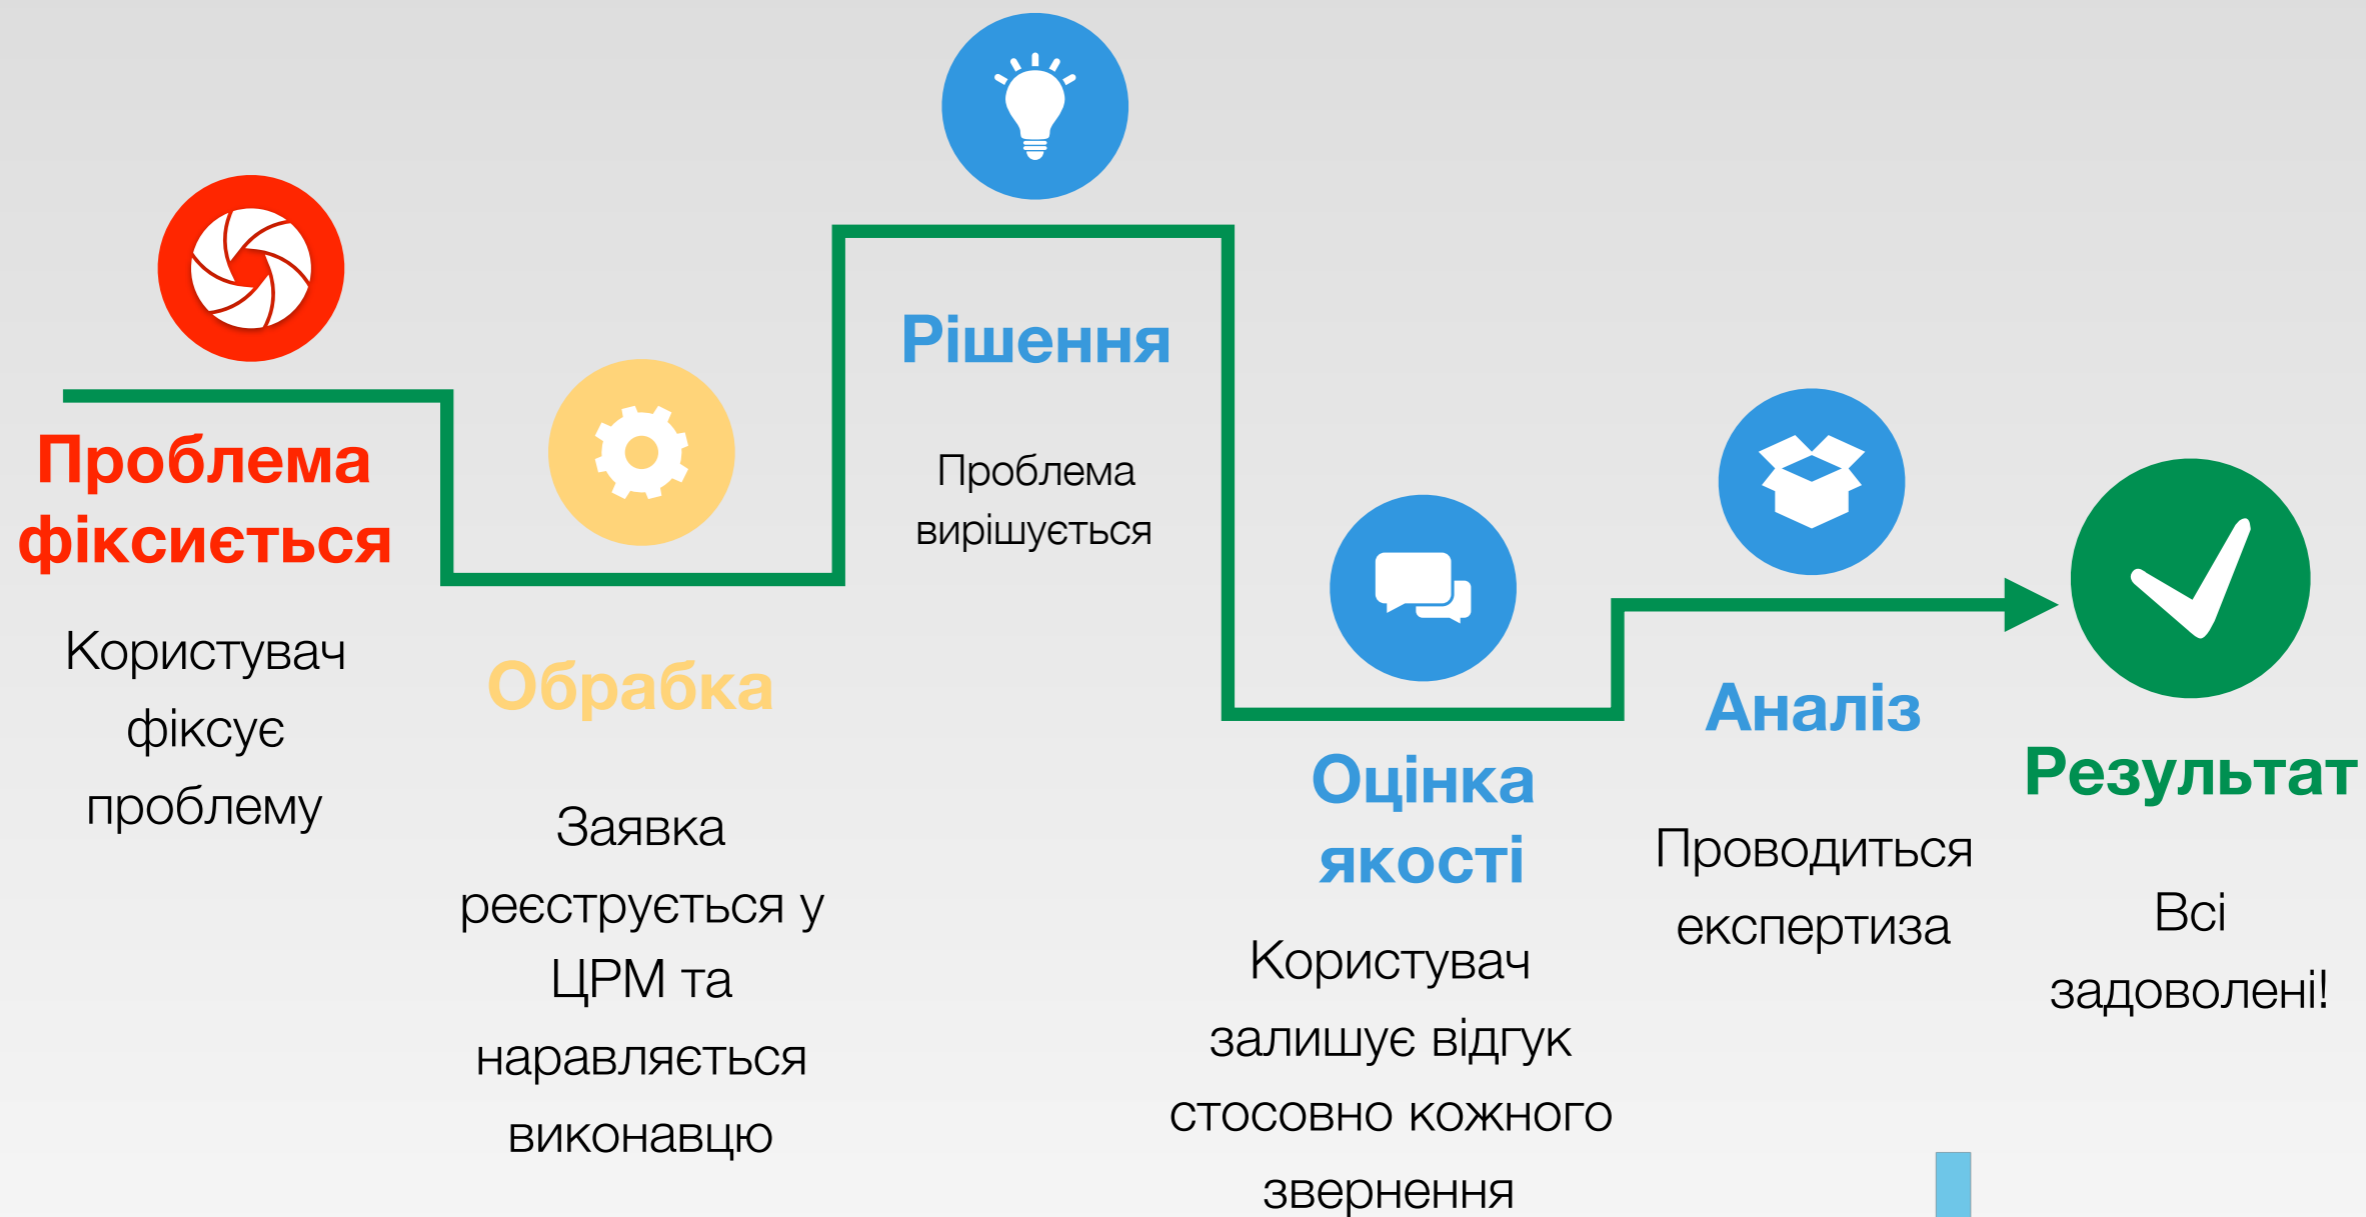 Проблема
фіксиється
Користувач
фіксує
проблему
Обрабка
Заявка
реєструється у
ЦРМ та
наравляється
виконавцю
Рішення
Проблема
вирішується
Оцінка
якості
Користувач
залишує відгук
стосовно кожного
звернення
Аналіз
Проводиться
експертиза
Результат
Всі
задоволені!